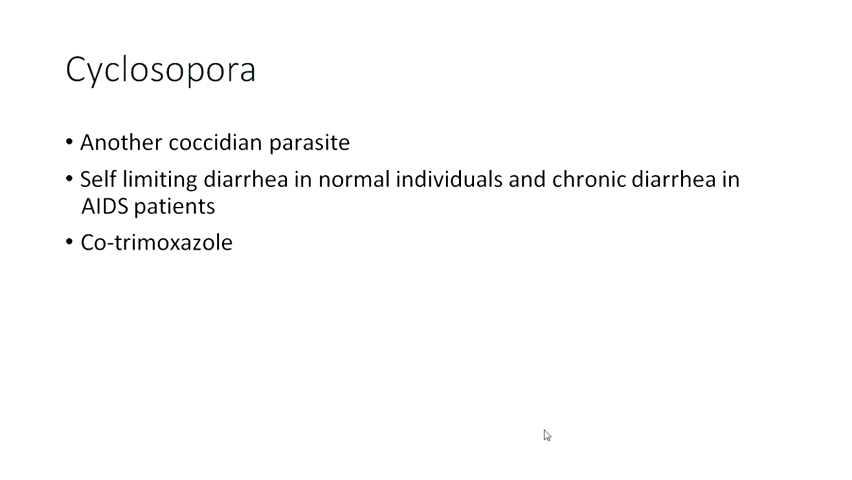 Cyclosopora
• Another coccidian parasite
• Self limiting diarrhea in normal individuals and chronic diarrhea in
AIDS patients
• Co-trimoxazole